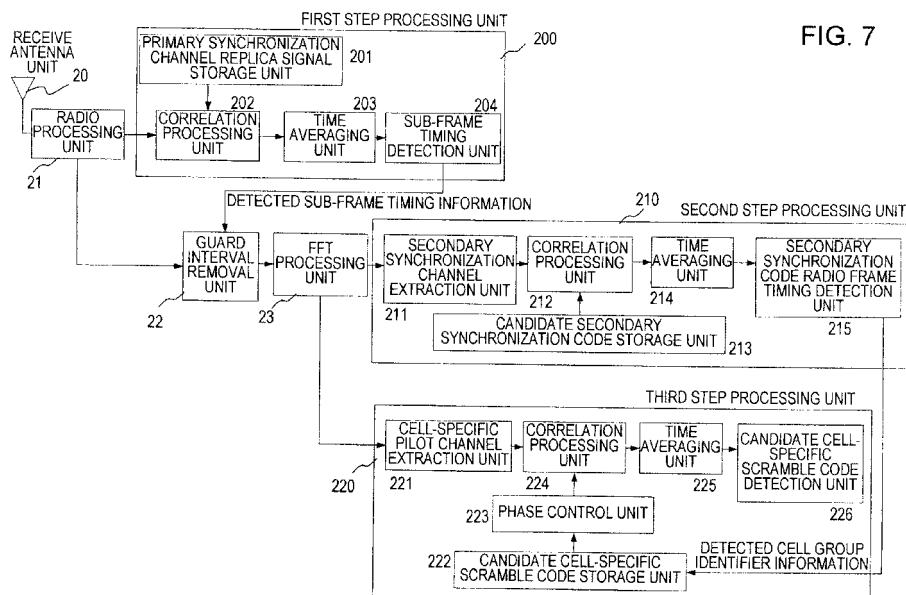 FIG. 7
FIRST STEP PROCESSING UNIT
200
RECEIVE
ANTENNA
UNIT
20
PRIMARY SYNCHRONIZATION
CHANNEL REPLICA SIGNAL
STORAGE UNIT
201
202
203
204
RADIO
PROCESSING
UNIT
21
CORRELATION
PROCESSING
UNIT
TIME
AVERAGING
UNIT
SUB-FRAME
TIMING
DETECTION UNIT
DETECTED SUB-FRAME TIMING INFORMATION
210
SECOND STEP PROCESSING UNIT
GUARD
INTERVAL
REMOVAL
UNIT
22
FFT
PROCESSING
UNIT
23
SECONDARY
SYNCHRONIZATION
CHANNEL
EXTRACTION UNIT
211
CORRELATION
PROCESSING
UNIT
212
TIME
AVERAGING
UNIT
214
SECONDARY
SYNCHRONIZATION
CODE RADIO FRAME
TIMING DETECTION
UNIT
215
CANDIDATE SECONDARY
SYNCHRONIZATION CODE STORAGE UNIT
213
THIRD STEP PROCESSING UNIT
220
CELL-SPECIFIC
PILOT CHANNEL
EXTRACTION UNIT
221
CORRELATION
PROCESSING
UNIT
224
TIME
AVERAGING
UNIT
225
CANDIDATE CELL-
SPECIFIC
SCRAMBLE CODE
DETECTION UNIT
226
223
PHASE CONTROL UNIT
222
CANDIDATE CELL-SPECIFIC
SCRAMBLE CODE STORAGE UNIT
DETECTED CELL GROUP
IDENTIFIER INFORMATION